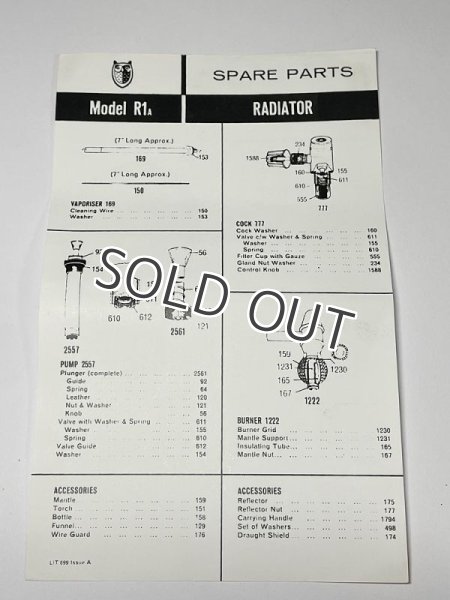 SPARE PARTS
Model R1A
RADIATOR
(7" Long Approx.)
169
153
(7" Long Approx.)
150
VAPORISER 169
Cleaning Wire 150
Washer 153
234
1588
160
155
611
610
555
777
COCK 777
Cock Washer 160
Valve c/w Washer & Spring 611
Washer 155
Spring 610
Filler Cup with Gauze 555
Gland Nut Washer 234
Control Knob 1588
92
154
2557
610
612
611
56
121
2561
SOLD OUT
PUMP 2557
Plunger (complete) 2561
Guide 92
Spring 64
Leather 120
Nut & Washer 121
Knob 56
Valve with Washer & Spring 611
Washer 155
Spring 610
Valve Guide 612
Washer 154
159
1231
165
167
1230
1222
BURNER 1222
Burner Grid 1230
Mantle Support 1231
Insulating Tube 165
Mantle Nut 167
ACCESSORIES
Mantle 159
Torch 151
Bottle 158
Funnel 129
Wire Guard 176
ACCESSORIES
Reflector 175
Reflector Nut 177
Carrying Handle 1794
Set of Washers 498
Draught Shield 174
LIT 899 Issue A